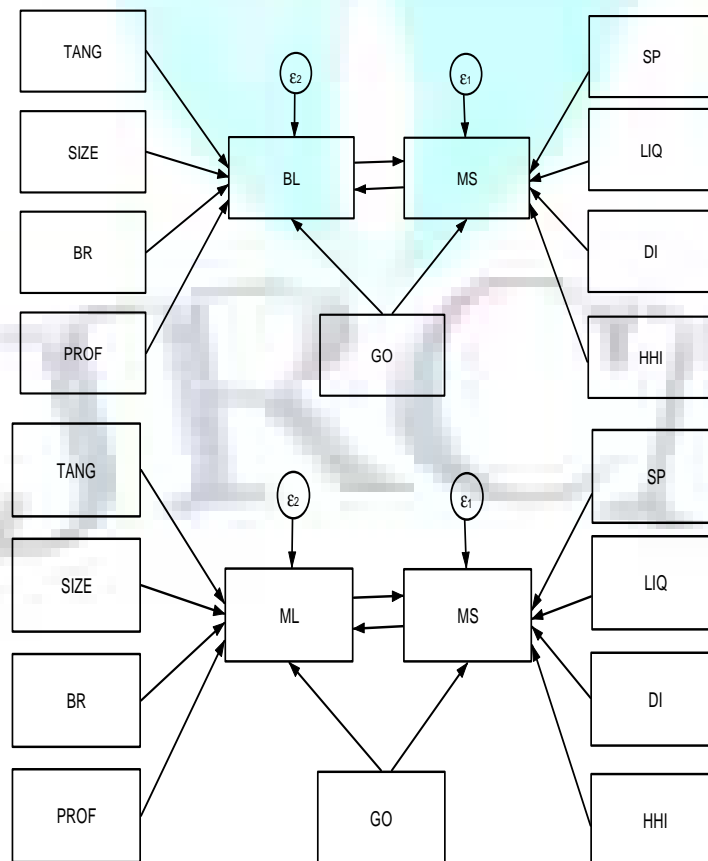 TANG
SP
ε2
ε1
SIZE
LIQ
BL
MS
BR
DI
PROF
GO
HHI
TANG
SP
ε2
ε1
SIZE
LIQ
ML
MS
BR
DI
PROF
GO
HHI